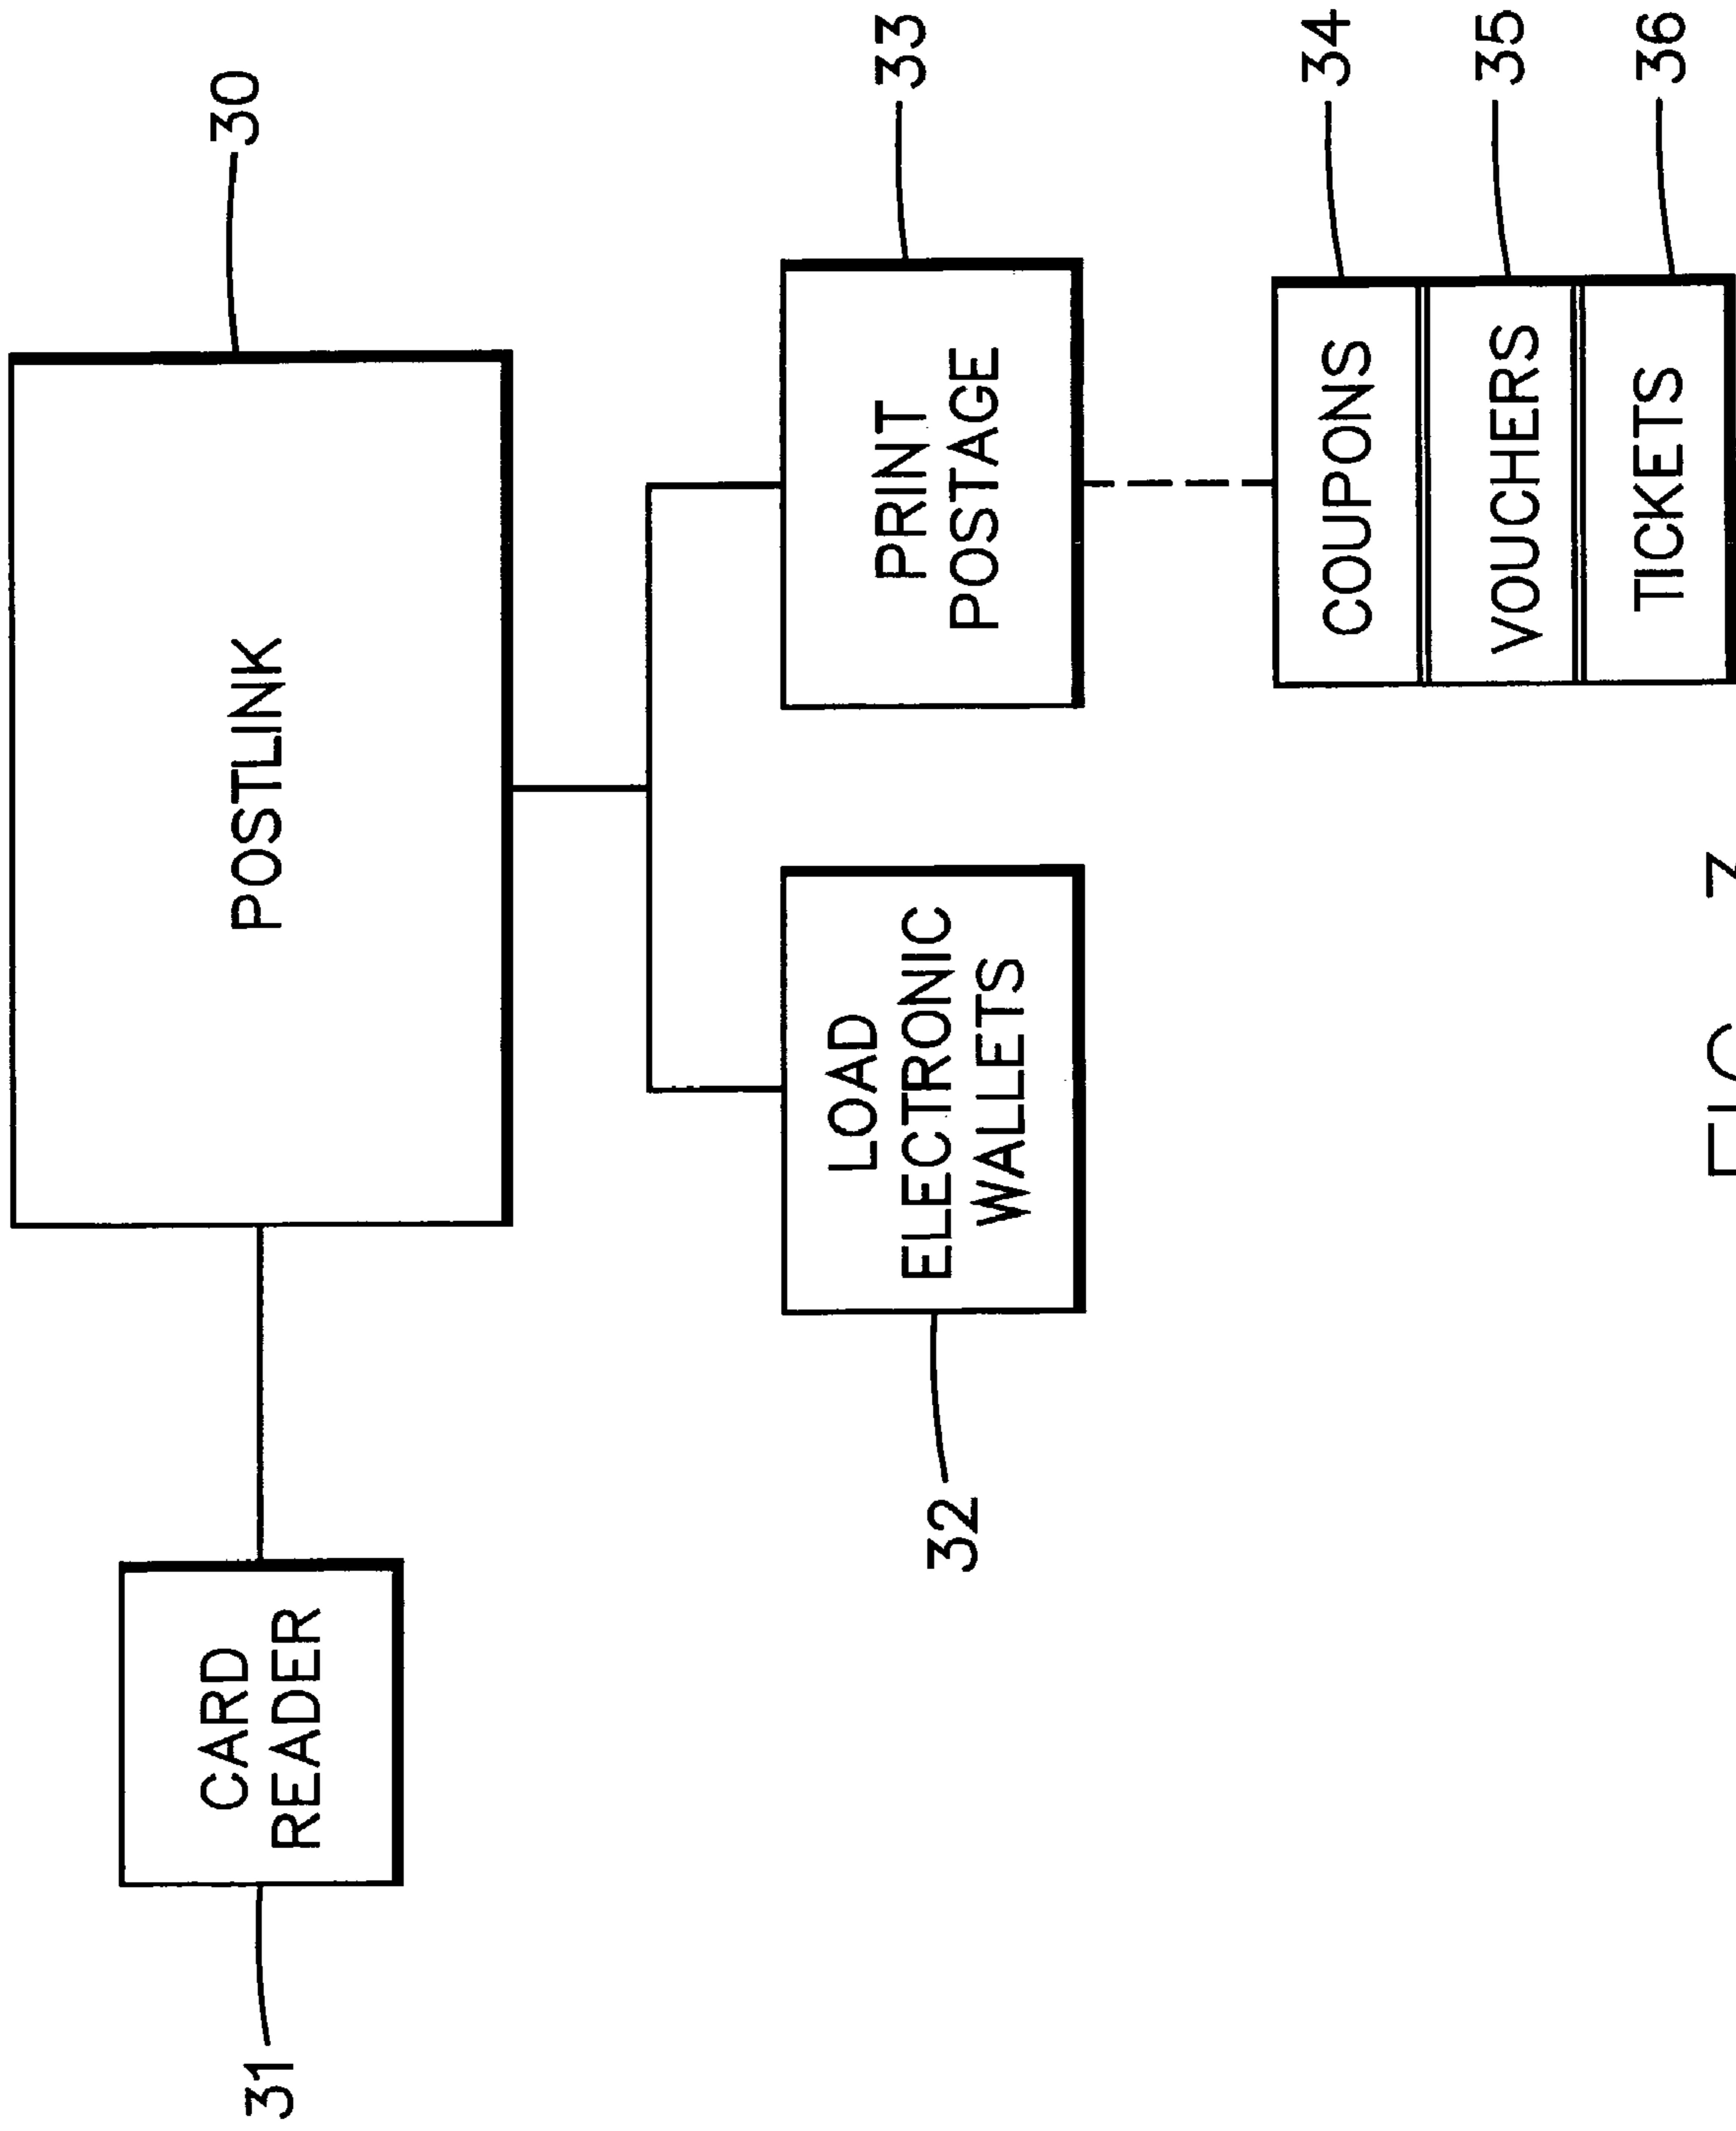 31
CARD
READER
POSTLINK
30
32
LOAD
ELECTRONIC
WALLETS
PRINT
POSTAGE
33
COUPONS
34
VOUCHERS
35
TICKETS
36